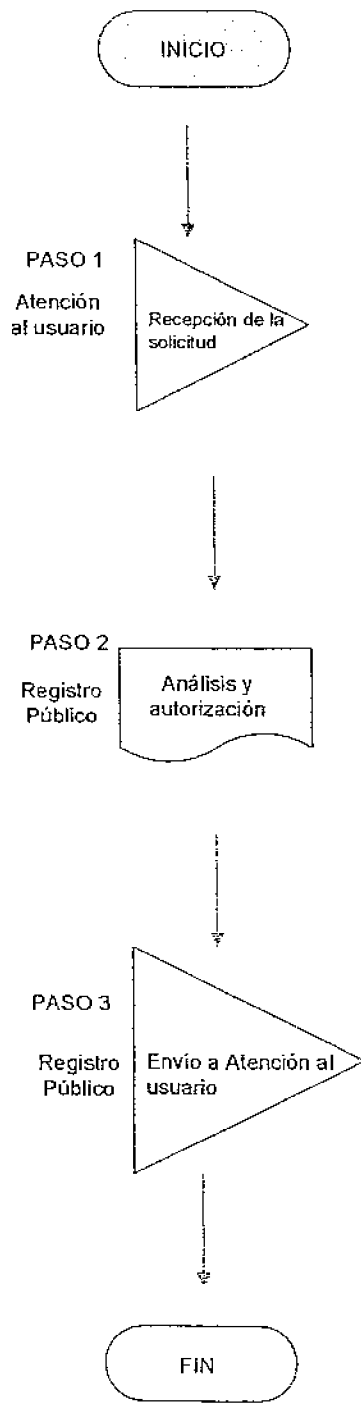 INICIO
PASO 1
Atención
al usuario
Recepción de la
solicitud
PASO 2
Registro
Público
Análisis y
autorización
PASO 3
Registro
Público
Envío a Atención al
usuario
FIN